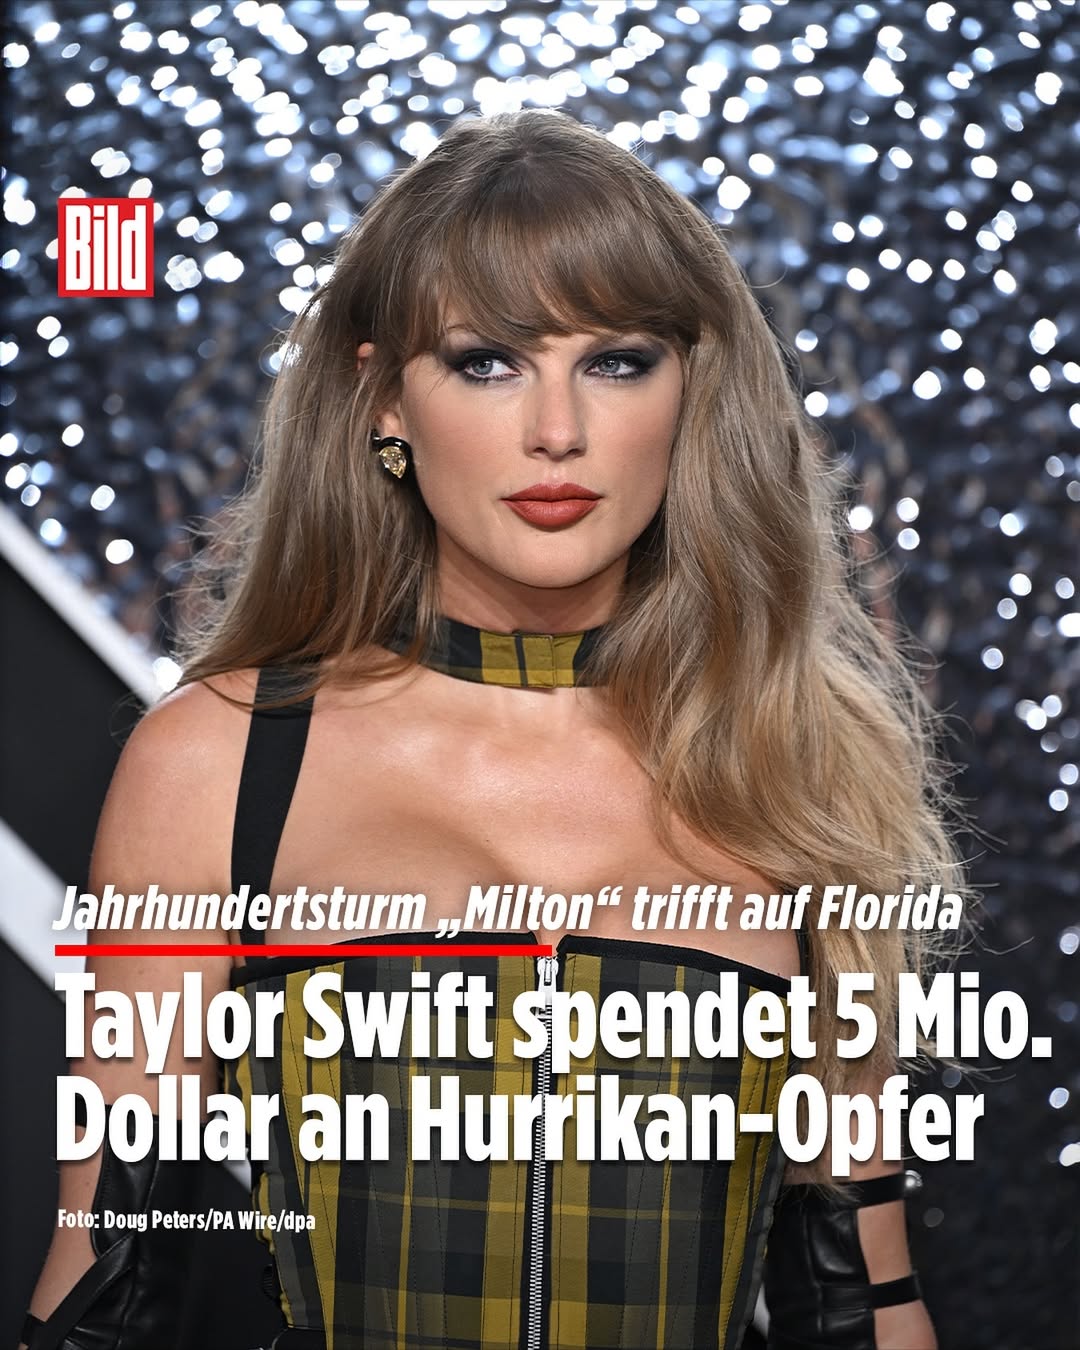 Bild
Jahrhundertsturm „Milton“ trifft auf Florida
Taylor Swift spendet 5 Mio.
Dollar an Hurrikan-Opfer
Foto: Doug Peters/PA Wire/dpa